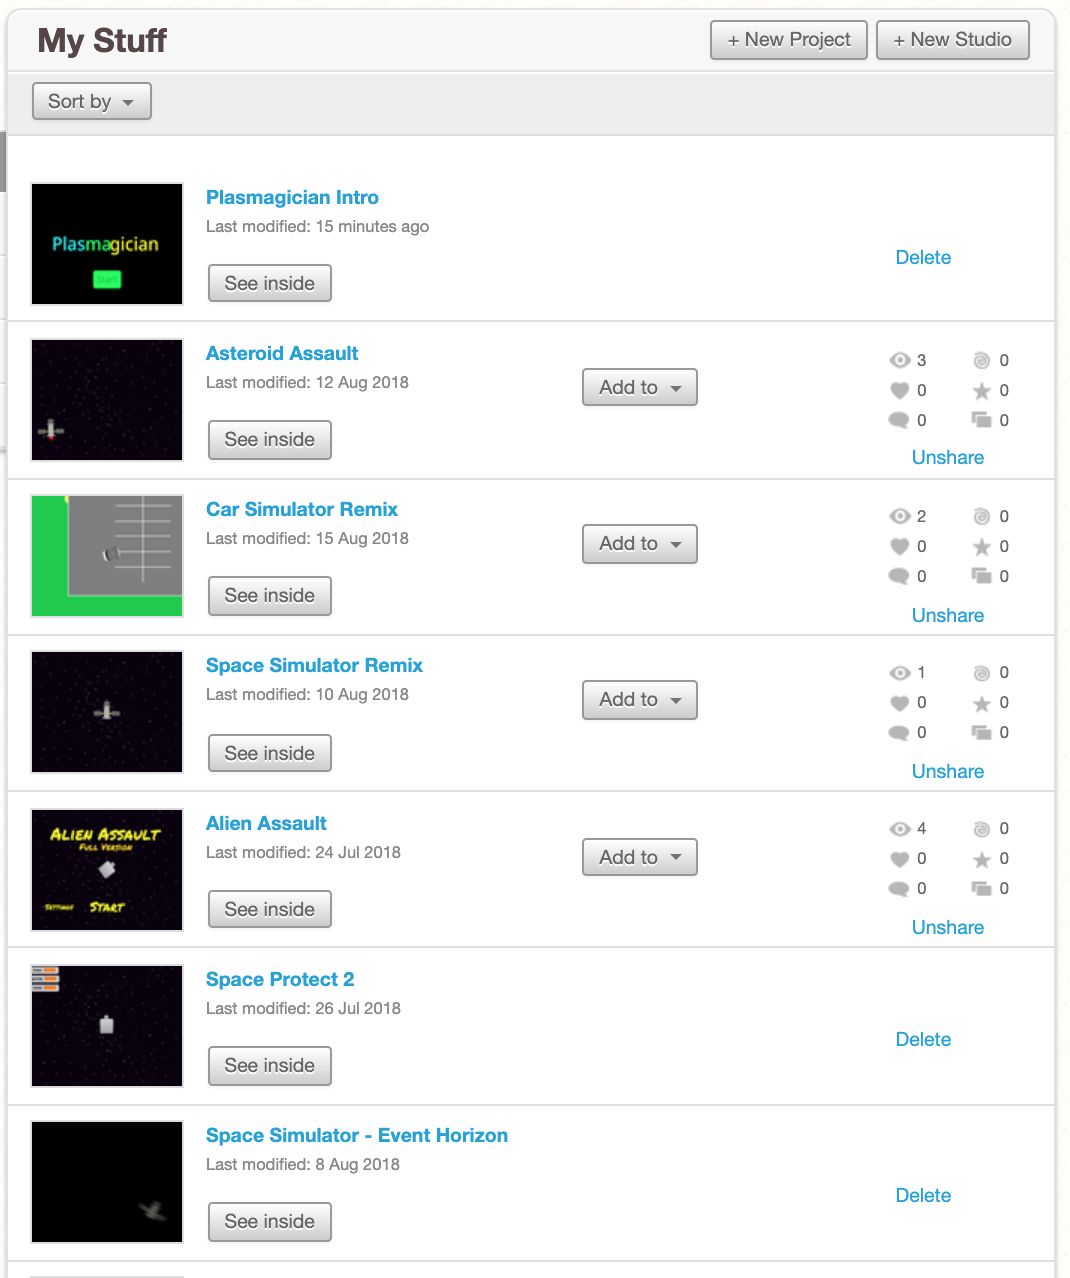 My Stuff
+ New Project
+ New Studio
Sort by
Plasmagician
Start
Plasmagician Intro
Last modified: 15 minutes ago
See inside
Delete
Asteroid Assault
Last modified: 12 Aug 2018
See inside
Add to
3 0
0 0
0 0
Unshare
Car Simulator Remix
Last modified: 15 Aug 2018
See inside
Add to
2 0
0 0
0 0
Unshare
Space Simulator Remix
Last modified: 10 Aug 2018
See inside
Add to
1 0
0 0
0 0
Unshare
Alien Assault
Full Version
Settings
Start
Alien Assault
Last modified: 24 Jul 2018
See inside
Add to
4 0
0 0
0 0
Unshare
Space Protect 2
Last modified: 26 Jul 2018
See inside
Delete
Space Simulator - Event Horizon
Last modified: 8 Aug 2018
See inside
Delete